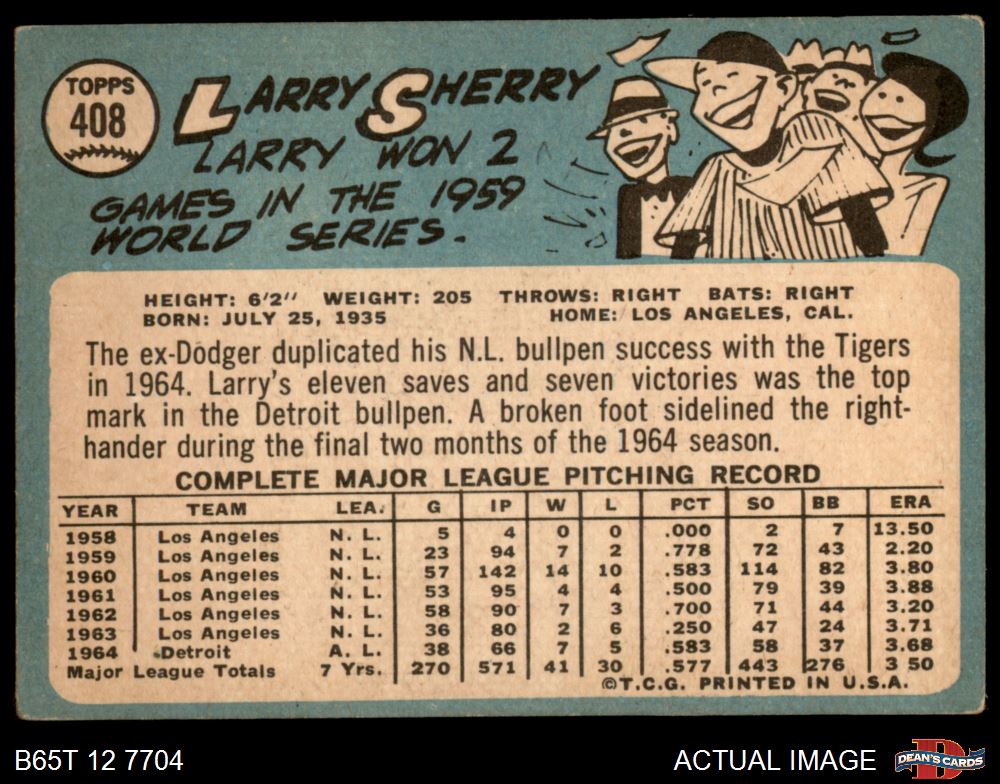 TOPPS
408
LARRY SHERRY
LARRY WON 2
GAMES IN THE 1959
WORLD SERIES.
HEIGHT: 6'2" WEIGHT: 205 THROWS: RIGHT BATS: RIGHT
BORN: JULY 25, 1935 HOME: LOS ANGELES, CAL.
The ex-Dodger duplicated his N.L. bullpen success with the Tigers
in 1964. Larry's eleven saves and seven victories was the top
mark in the Detroit bullpen. A broken foot sidelined the right-
hander during the final two months of the 1964 season.
COMPLETE MAJOR LEAGUE PITCHING RECORD
YEAR TEAM LEA. G IP W L PCT SO BB ERA
1958 Los Angeles N. L. 5 4 0 0 .000 2 7 13.50
1959 Los Angeles N. L. 23 94 7 2 .778 72 43 2.20
1960 Los Angeles N. L. 57 142 14 10 .583 114 82 3.80
1961 Los Angeles N. L. 53 95 4 4 .500 79 39 3.88
1962 Los Angeles N. L. 58 90 7 3 .700 71 44 3.20
1963 Los Angeles N. L. 36 80 2 6 .250 47 24 3.71
1964 Detroit A. L. 38 66 7 5 .583 58 37 3.68
Major League Totals 7 Yrs. 270 571 41 30 .577 443 276 3 50
©T.C.G. PRINTED IN U.S.A.
B65T 12 7704 ACTUAL IMAGE
DEAN'S CARDS